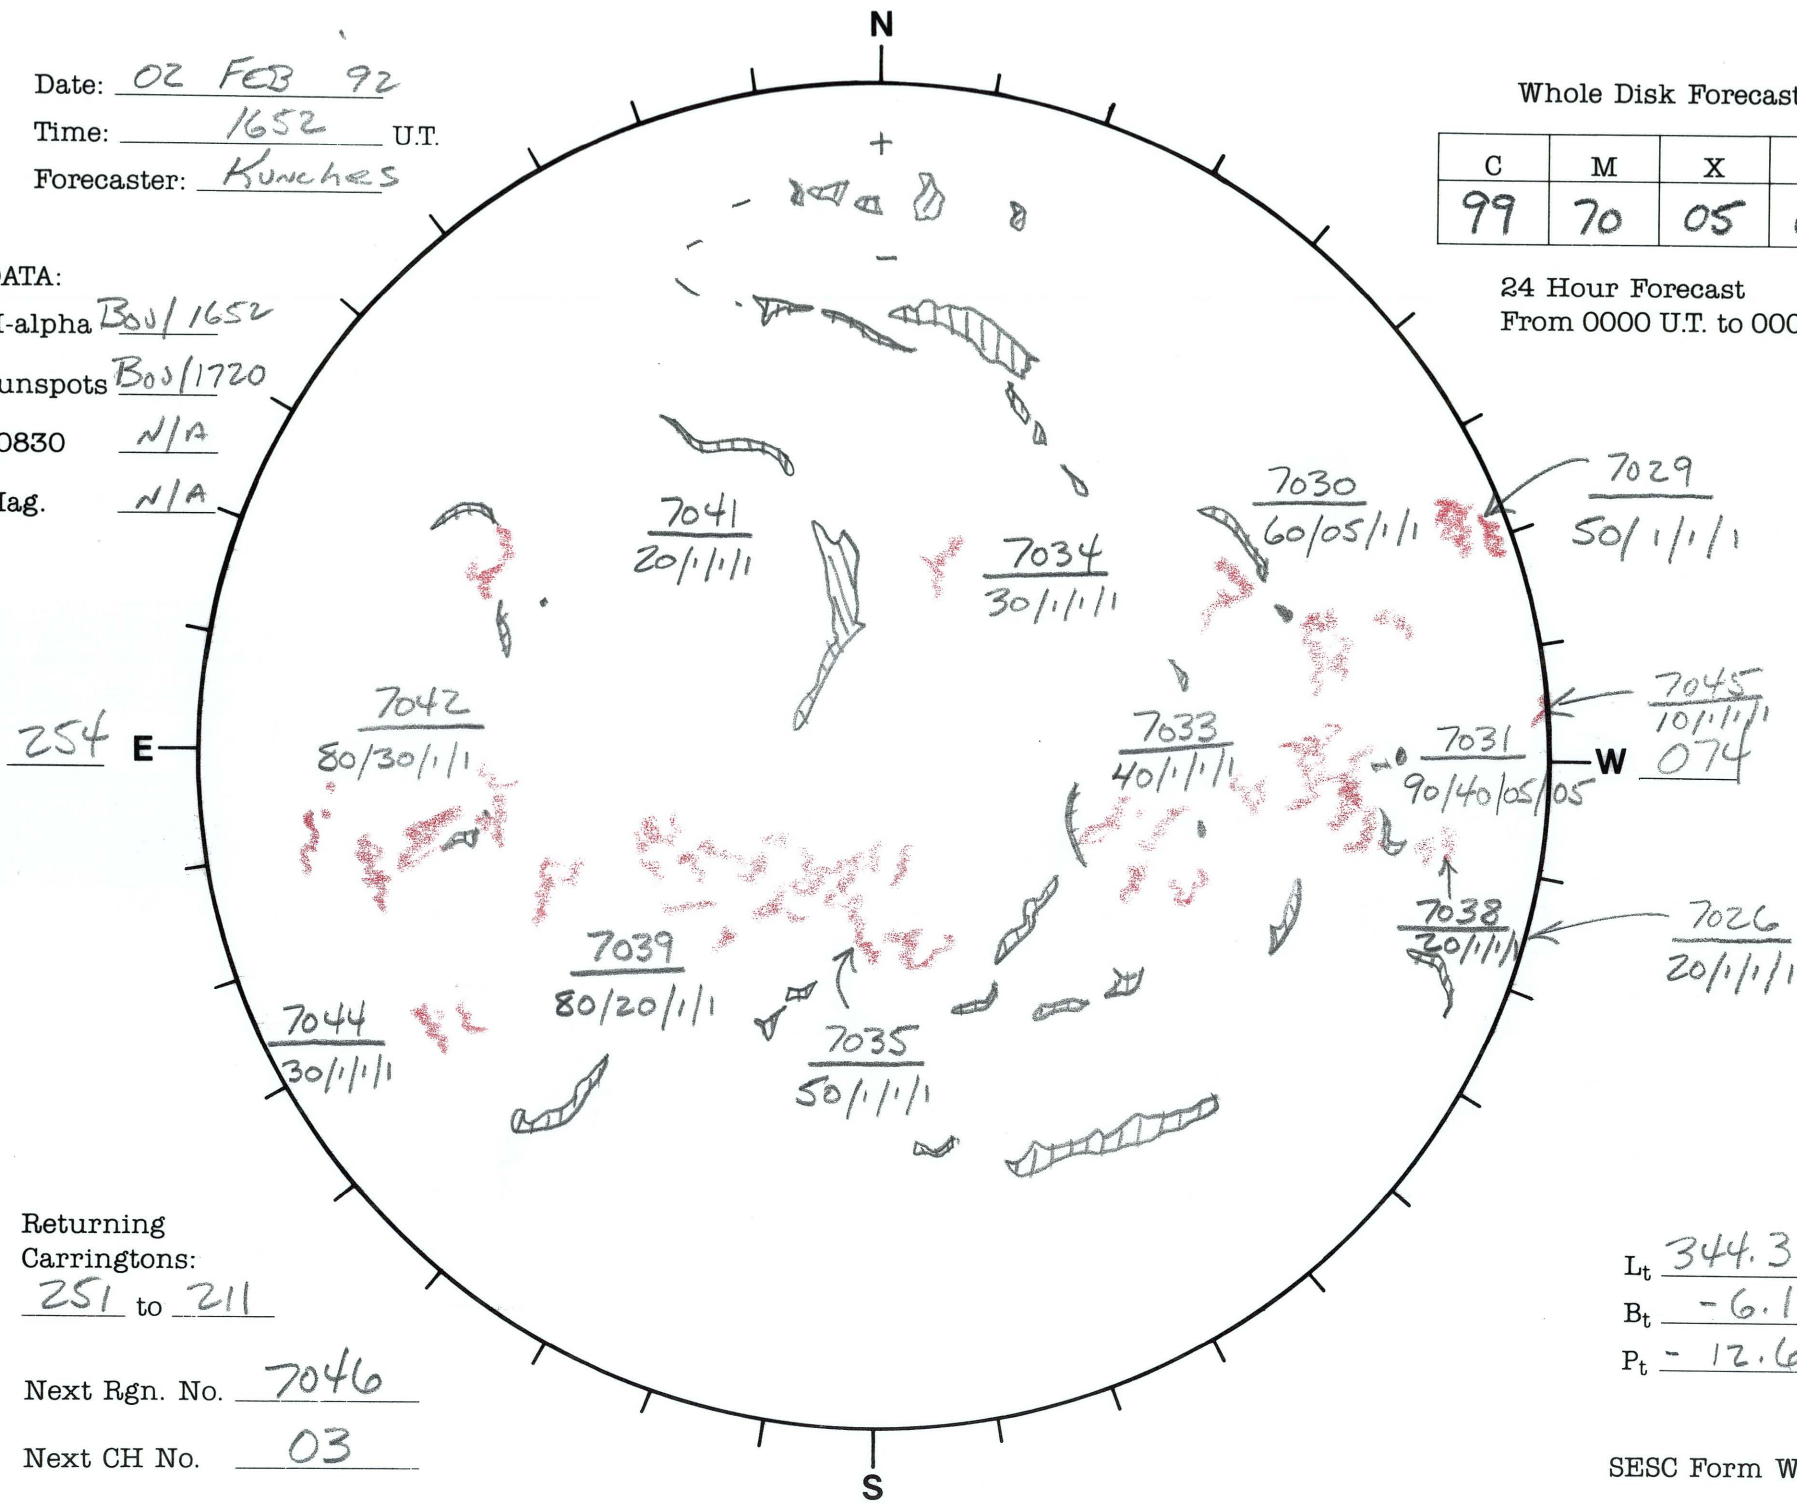 N
Date: 02 FEB 92
Time: 1652 U.T.
Forecaster: Kunches
Whole Disk Forecast
C M X
99 70 05
24 Hour Forecast
From 0000 U.T. to 000
+
-
-
ATA:
I-alpha Bou/1652
unspots Bou/1720
0830 N/A
Mag. N/A
7029
50/1/1/1
7030
60/05/1/1
7041
20/1/1/1
7034
30/1/1/1
7045
10/1/1/1
7042
80/30/1/1
7033
40/1/1/1
7031
90/40/05/05
254 E
W 074
7038
20/1/1/1
7026
20/1/1/1
7039
80/20/1/1
7044
30/1/1/1
7035
50/1/1/1
Returning
Carringtons:
251 to 211
Next Rgn. No. 7046
Next CH No. 03
Lt 344.3
Bt -6.1
Pt - 12.6
S
SESC Form W